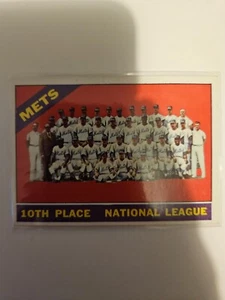 METS
10TH PLACE NATIONAL LEAGUE